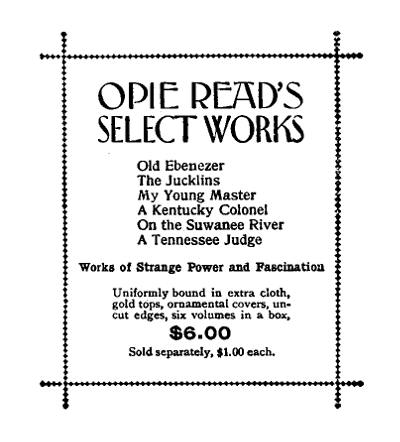 OPIE READ'S
SELECT WORKS
Old Ebenezer
The Jucklins
My Young Master
A Kentucky Colonel
On the Suwanee River
A Tennessee Judge
Works of Strange Power and Fascination
Uniformly bound in extra cloth,
gold tops, ornamental covers, un-
cut edges, six volumes in a box,
$6.00
Sold separately, $1.00 each.